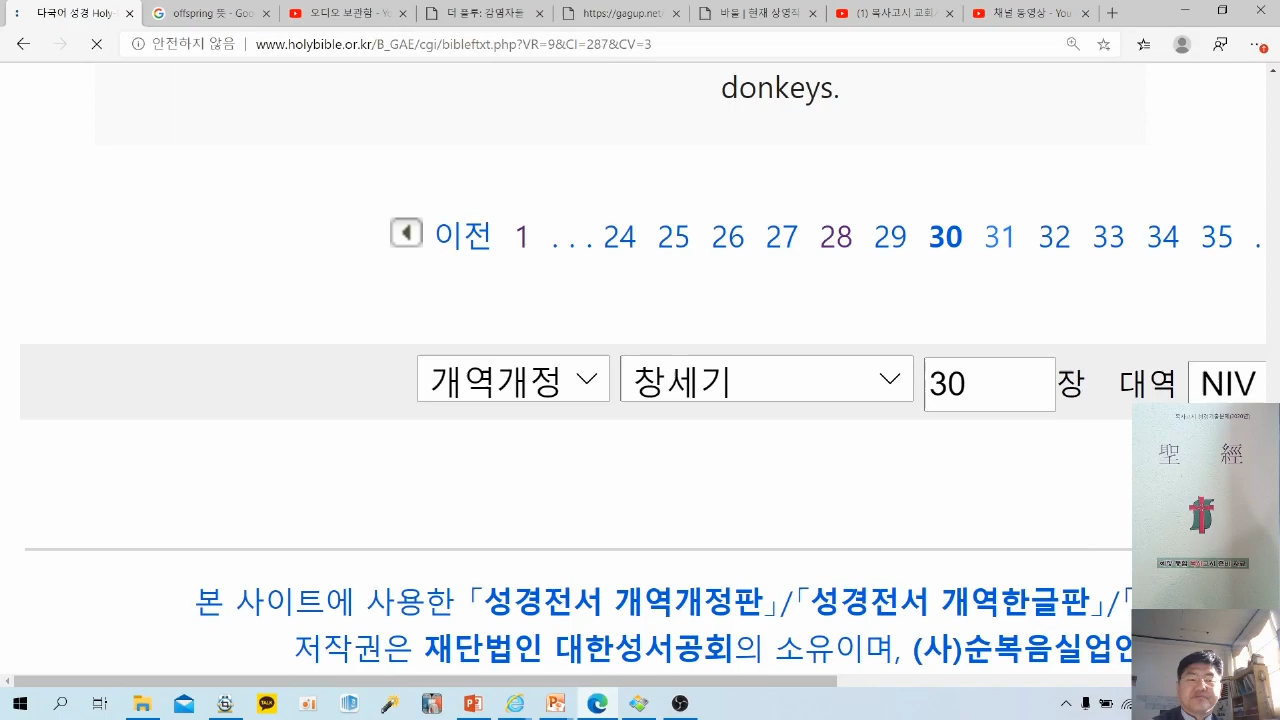 다국어 성경 Holy-
offspring 뜻 - Goo
오디오 보관함 - Yo
더 플루: 감염자들
https://gagup.net/
바울 | 현재 상영작
(1) 목사고시 교회사
채널 동영상 - You
안전하지 않음
www.holybible.or.kr/B_GAE/cgi/bibleftxt.php?VR=9&CI=287&CV=3
donkeys.
이전 1 . . . 24 25 26 27 28 29 30 31 32 33 34 35 .
개역개정 창세기 30 장 대역 NIV
聖 經
본 사이트에 사용한 「성경전서 개역개정판」/「성경전서 개역한글판」/「
저작권은 재단법인 대한성서공회의 소유이며, (사)순복음실업인